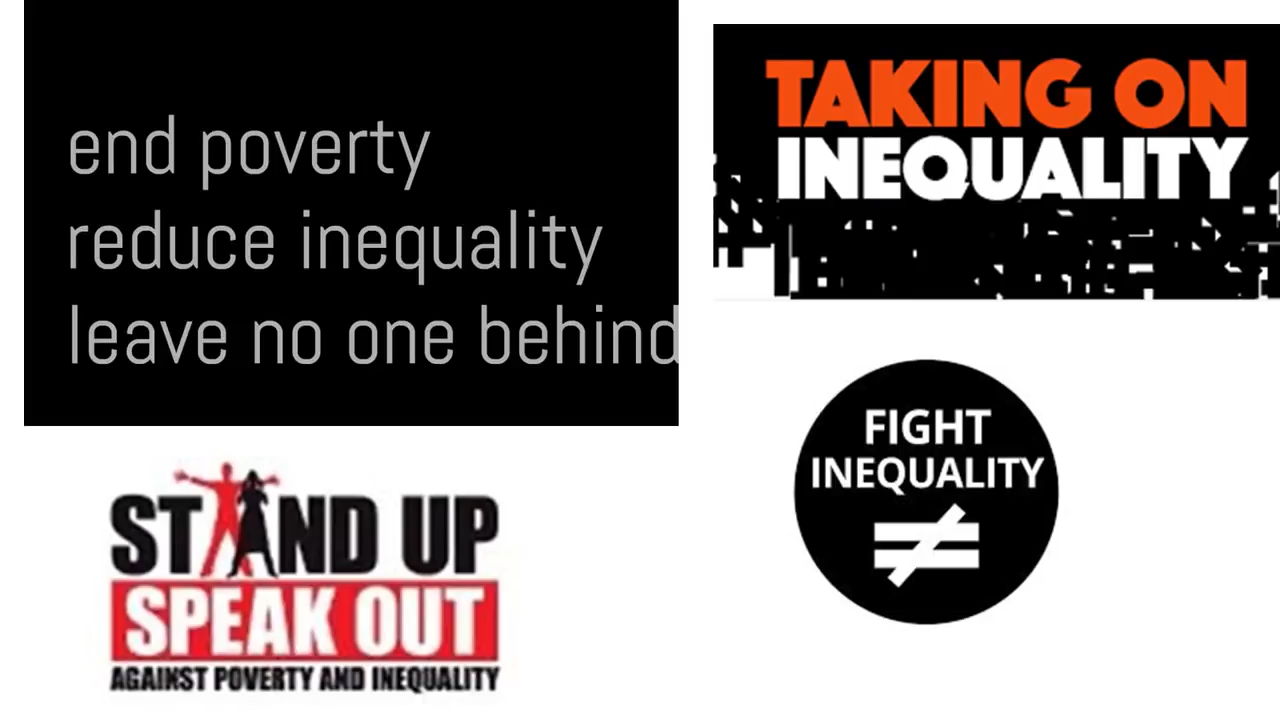 end poverty
reduce inequality
leave no one behind
TAKING ON
INEQUALITY
STAND UP
SPEAK OUT
AGAINST POVERTY AND INEQUALITY
FIGHT
INEQUALITY
≠